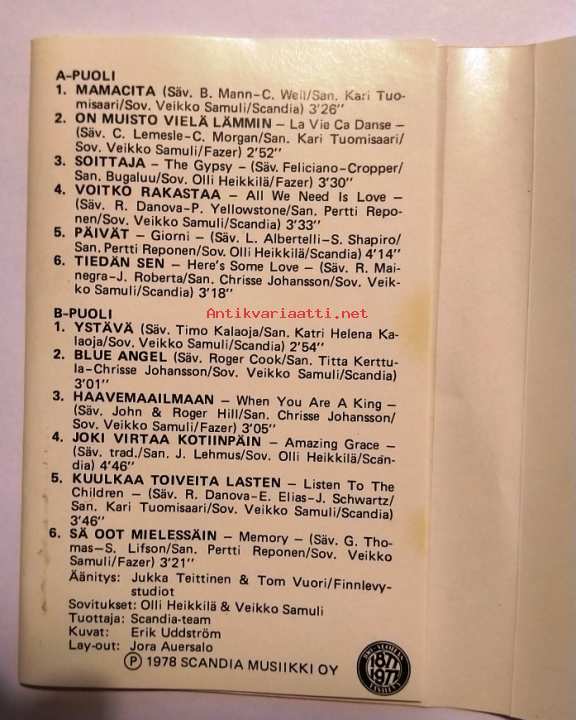 A-PUOLI
1. MAMACITA (Säv. B. Mann-C. Weil/San. Kari Tuo-
misaari/Sov. Veikko Samuli/Scandia) 3'26"
2. ON MUISTO VIELÄ LÄMMIN – La Vie Ca Danse –
(Säv. C. Lemesle-C. Morgan/San. Kari Tuomisaari/
Sov. Veikko Samuli/Fazer) 2'52"
3. SOITTAJA – The Gypsy – (Säv. Feliciano-Cropper/
San. Bugaluu/Sov. Olli Heikkilä/Fazer) 3'30"
4. VOITKO RAKASTAA – All We Need Is Love –
(Säv. R. Danova-P. Yellowstone/San. Pertti Repo-
nen/Sov. Veikko Samuli/Scandia) 3'33"
5. PÄIVÄT – Giorni – (Säv. L. Albertelli-S. Shapiro/
San. Pertti Reponen/Sov. Olli Heikkilä/Scandia) 4'14"
6. TIEDÄN SEN – Here's Some Love – (Säv. R. Mai-
negra-J. Roberta/San. Chrisse Johansson/Sov. Veik-
ko Samuli/Scandia) 3'18"
Antikvariaatti.net
B-PUOLI
1. YSTÄVÄ (Säv. Timo Kalaoja/San. Katri Helena Ka-
laoja/Sov. Veikko Samuli/Scandia) 2'54"
2. BLUE ANGEL (Säv. Roger Cook/San. Titta Kerttu-
la-Chrisse Johansson/Sov. Veikko Samuli/Scandia)
3'01"
3. HAAVEMAAILMAAN – When You Are A King –
(Säv. John & Roger Hill/San. Chrisse Johansson/
Sov. Veikko Samuli/Fazer) 3'05"
4. JOKI VIRTAA KOTIINPÄIN – Amazing Grace –
(Säv. trad./San. J. Lehmus/Sov. Olli Heikkilä/Scan-
dia) 4'46"
5. KUULKAA TOIVEITA LASTEN – Listen To The
Children – (Säv. R. Danova-E. Elias-J. Schwartz/
San. Kari Tuomisaari/Sov. Veikko Samuli/Scandia)
3'46"
6. SÄ OOT MIELESSÄIN – Memory – (Säv. G. Tho-
mas–S. Lifson/San. Pertti Reponen/Sov. Veikko
Samuli/Fazer) 3'21"
Äänitys: Jukka Teittinen & Tom Vuori/Finnlevy-
studiot
Sovitukset: Olli Heikkilä & Veikko Samuli
Tuottaja: Scandia-team
Kuvat: Erik Uddström
Lay-out: Jora Auersalo
Ⓟ 1978 SCANDIA MUSIIKKI OY
1877
1977